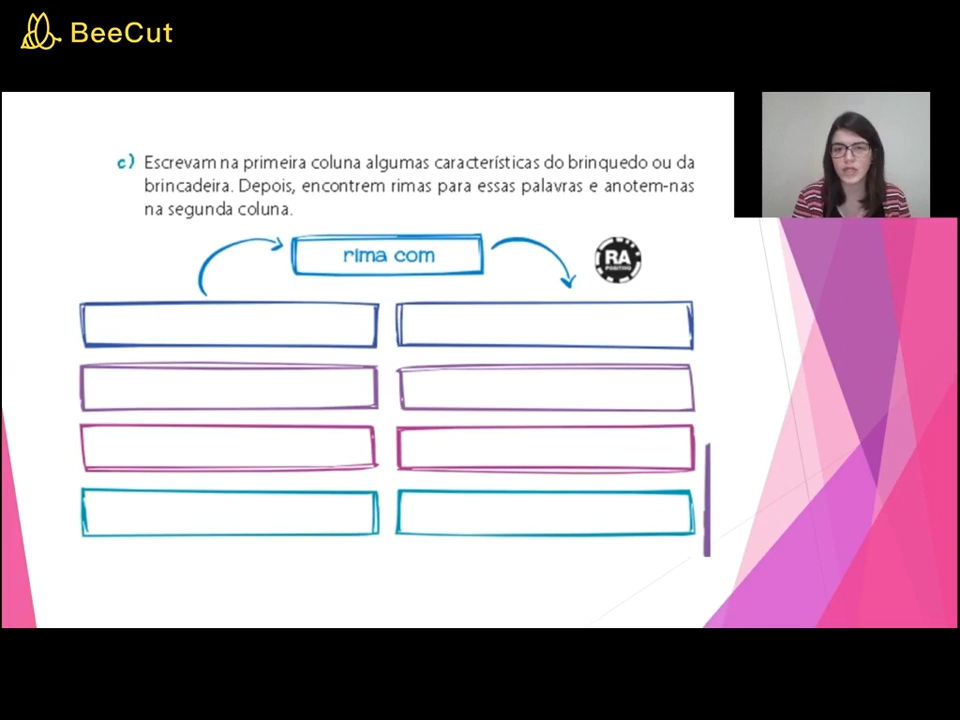 BeeCut
c) Escrevam na primeira coluna algumas características do brinquedo ou da
brincadeira. Depois, encontrem rimas para essas palavras e anotem-nas
na segunda coluna.
rima com
RA
POSITIVO